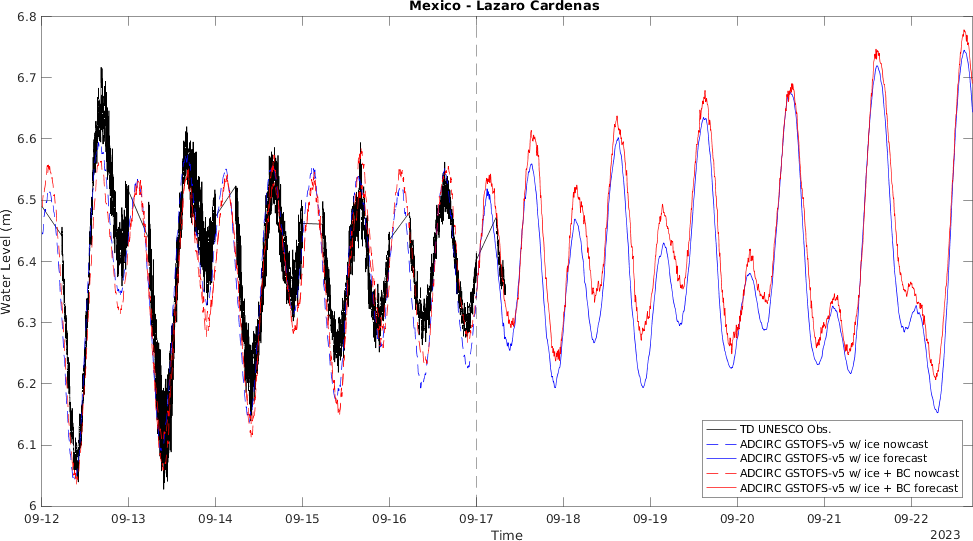 Mexico - Lazaro Cardenas
6.8
6.7
6.6
6.5
6.4
6.3
6.2
6.1
6
Water Level (m)
TD UNESCO Obs.
ADCIRC GSTOFS-v5 w/ ice nowcast
ADCIRC GSTOFS-v5 w/ ice forecast
ADCIRC GSTOFS-v5 w/ ice + BC nowcast
ADCIRC GSTOFS-v5 w/ ice + BC forecast
09-12 09-13 09-14 09-15 09-16 09-17 09-18 09-19 09-20 09-21 09-22
Time
2023